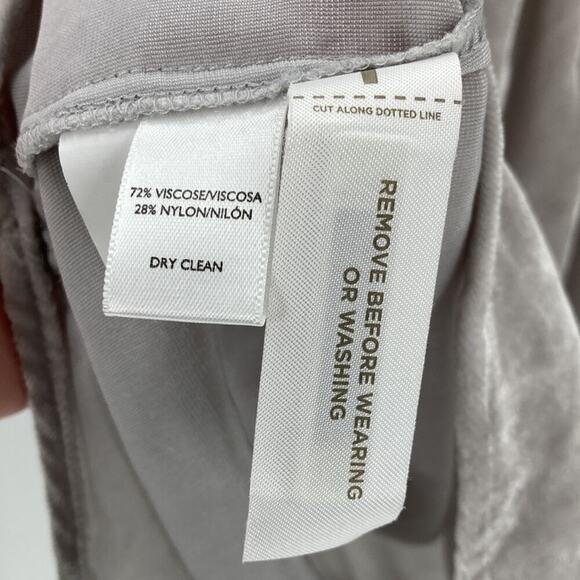 72% VISCOSE/VISCOSA
28% NYLON/NILÓN
DRY CLEAN
CUT ALONG DOTTED LINE
REMOVE BEFORE WEARING
OR WASHING